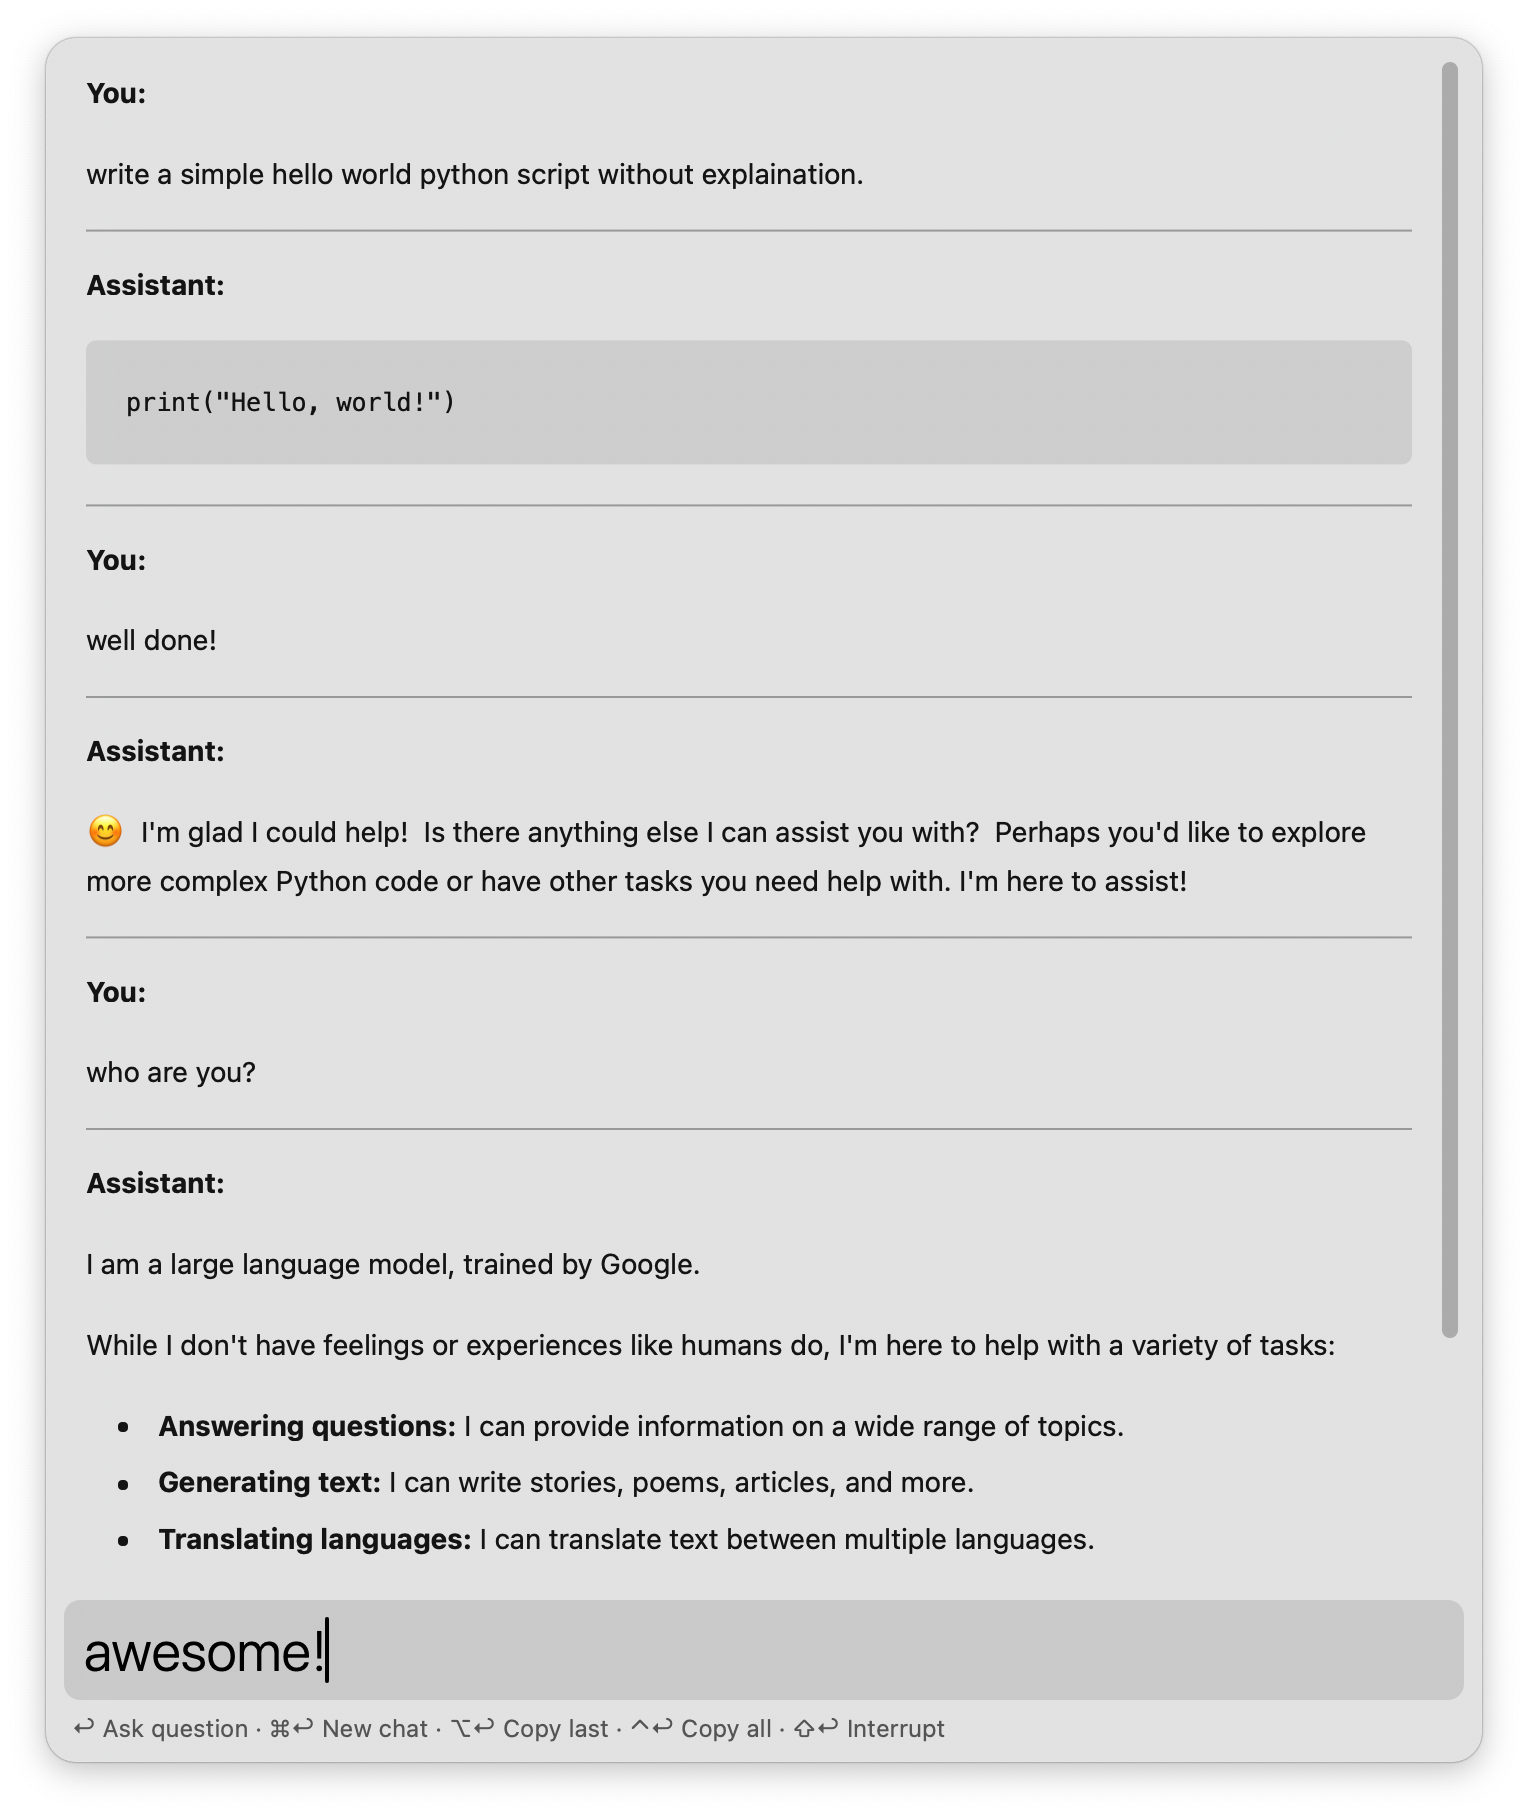 You:
write a simple hello world python script without explaination.
Assistant:
print("Hello, world!")
You:
well done!
Assistant:
😊 I'm glad I could help!  Is there anything else I can assist you with?  Perhaps you'd like to explore
more complex Python code or have other tasks you need help with. I'm here to assist!
You:
who are you?
Assistant:
I am a large language model, trained by Google.
While I don't have feelings or experiences like humans do, I'm here to help with a variety of tasks:
• Answering questions: I can provide information on a wide range of topics.
• Generating text: I can write stories, poems, articles, and more.
• Translating languages: I can translate text between multiple languages.
awesome!
↩ Ask question · ⌘↩ New chat · ⌥↩ Copy last · ⌃↩ Copy all · ⇧↩ Interrupt